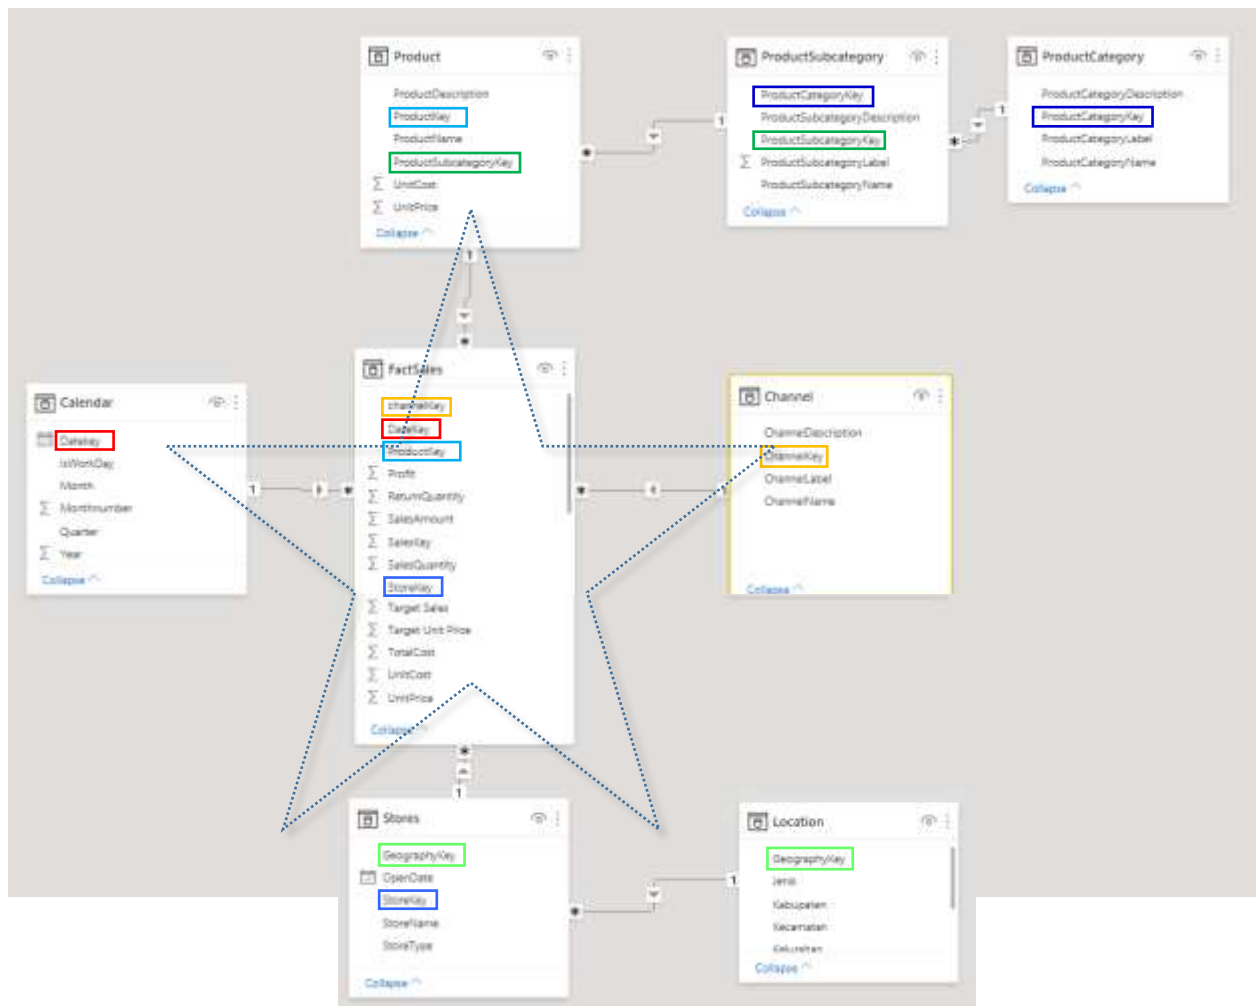 Product
ProductDescription
ProductKey
ProductName
ProductSubcategoryKey
UnitCost
UnitPrice
Collapse
ProductSubcategory
ProductCategoryKey
ProductSubcategoryDescription
ProductSubcategoryKey
ProductSubcategoryLabel
ProductSubcategoryName
Collapse
ProductCategory
ProductCategoryDescription
ProductCategoryKey
ProductCategoryLabel
ProductCategoryName
Collapse
1
*
1
*
1
*
Calendar
Datekey
IsWorkDay
Month
Monthnumber
Quarter
Year
Collapse
1
*
FactSales
channelKey
DateKey
ProductKey
Profit
ReturnQuantity
SalesAmount
SalesKey
SalesQuantity
StoreKey
Target Sales
Target Unit Price
TotalCost
UnitCost
UnitPrice
Collapse
*
1
Channel
ChannelDescription
ChannelKey
ChannelLabel
ChannelName
Collapse
*
1
Stores
GeographyKey
OpenDate
StoreKey
StoreName
StoreType
Collapse
*
1
Location
GeographyKey
Jenis
Kabupaten
Kecamatan
Kelurahan
Collapse